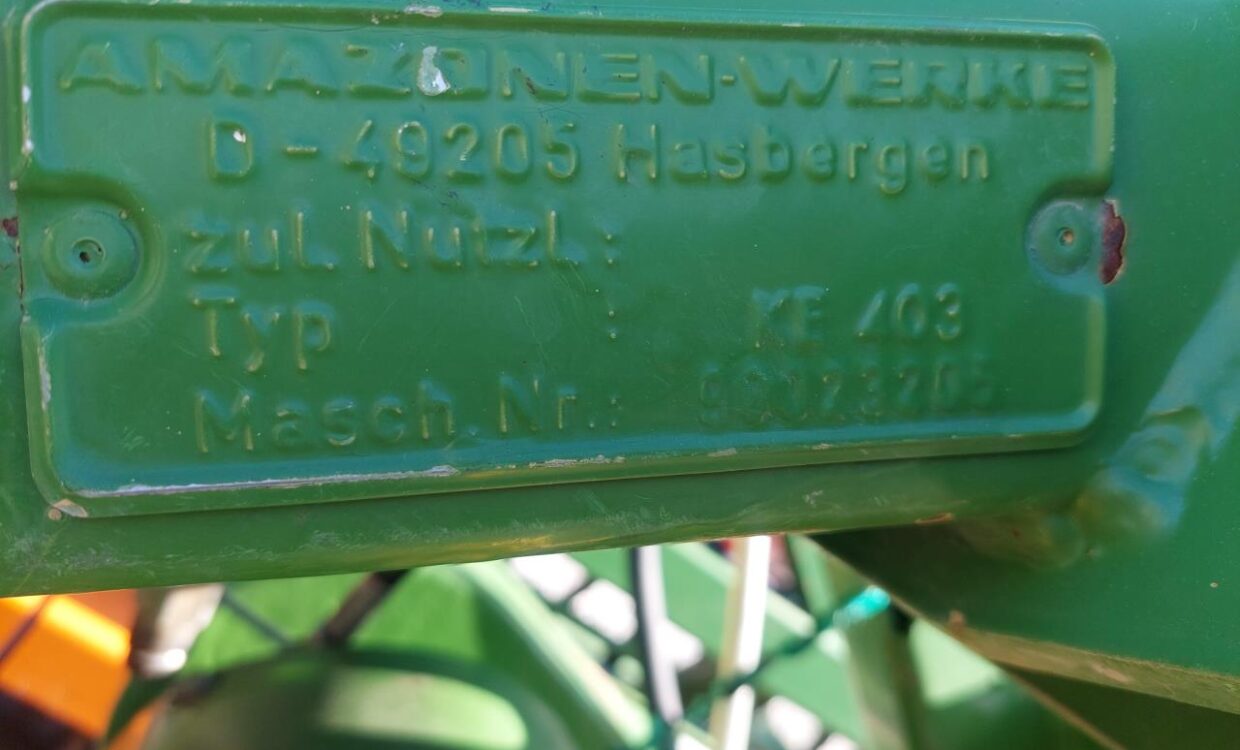 AMAZONEN-WERKE
D-49205 Hasbergen
zul. Nutzl.:
Typ : KE 403
Masch. Nr.: